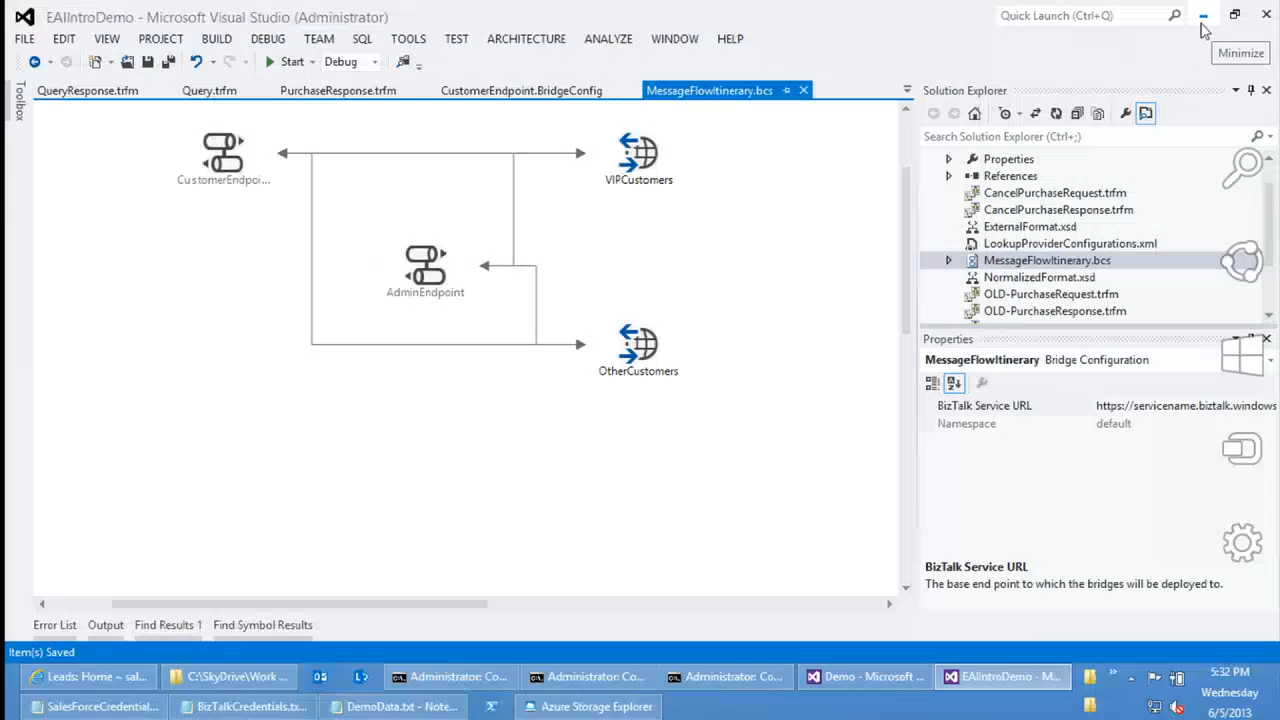 EAIIntroDemo - Microsoft Visual Studio (Administrator)
Quick Launch (Ctrl+Q)
FILE EDIT VIEW PROJECT BUILD DEBUG TEAM SQL TOOLS TEST ARCHITECTURE ANALYZE WINDOW HELP
Minimize
Start Debug
Toolbox
QueryResponse.trfm Query.trfm PurchaseResponse.trfm CustomerEndpoint.BridgeConfig MessageFlowItinerary.bcs
CustomerEndpoi...
VIPCustomers
AdminEndpoint
OtherCustomers
Solution Explorer
Search Solution Explorer (Ctrl+;)
Properties
References
CancelPurchaseRequest.trfm
CancelPurchaseResponse.trfm
ExternalFormat.xsd
LookupProviderConfigurations.xml
MessageFlowItinerary.bcs
NormalizedFormat.xsd
OLD-PurchaseRequest.trfm
OLD-PurchaseResponse.trfm
Properties
MessageFlowItinerary Bridge Configuration
BizTalk Service URL https://servicename.biztalk.windows
Namespace default
BizTalk Service URL
The base end point to which the bridges will be deployed to.
Error List Output Find Results 1 Find Symbol Results
Item(s) Saved
Leads: Home ~ sal... C:\SkyDrive\Work ... Administrator: Co... Administrator: Co... Administrator: Co... Demo - Microsoft ... EAIIntroDemo - M...
SalesForceCredential... BizTalkCredentials.tx... DemoData.txt - Note... Azure Storage Explorer
5:32 PM
Wednesday
6/5/2013